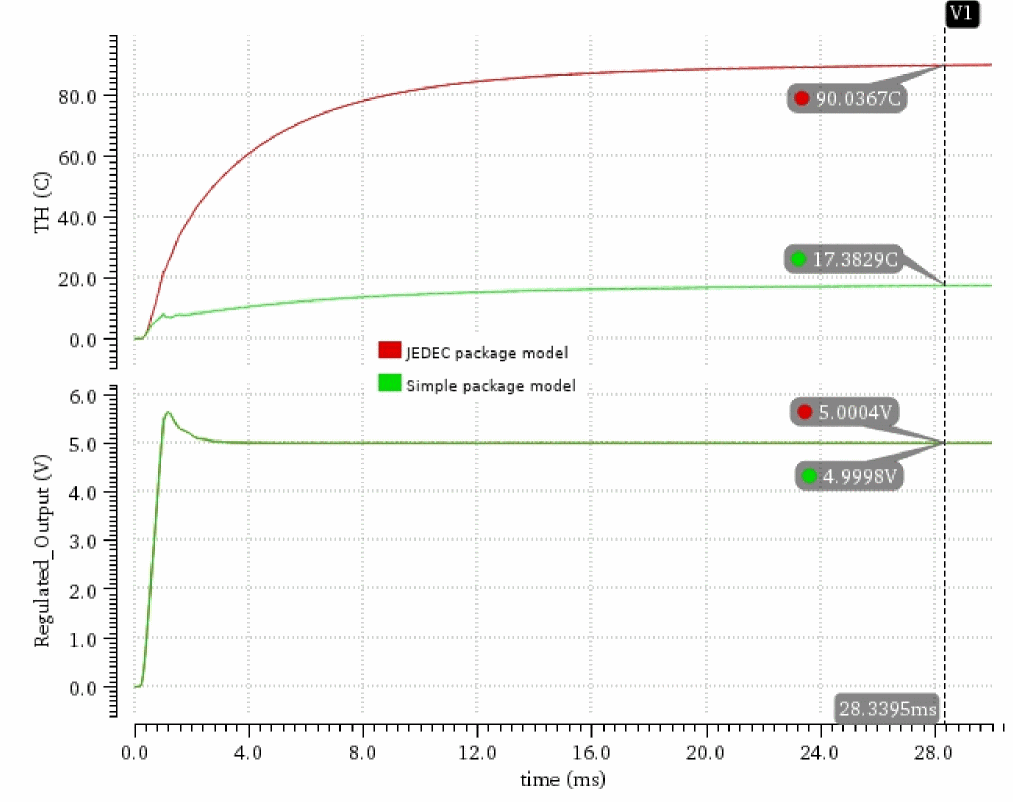 V1
TH (C)
80.0
60.0
40.0
20.0
0.0
90.0367C
17.3829C
JEDEC package model
Simple package model
Regulated_Output (V)
6.0
5.0
4.0
3.0
2.0
1.0
0.0
5.0004V
4.9998V
28.3395ms
0.0 4.0 8.0 12.0 16.0 20.0 24.0 28.0
time (ms)